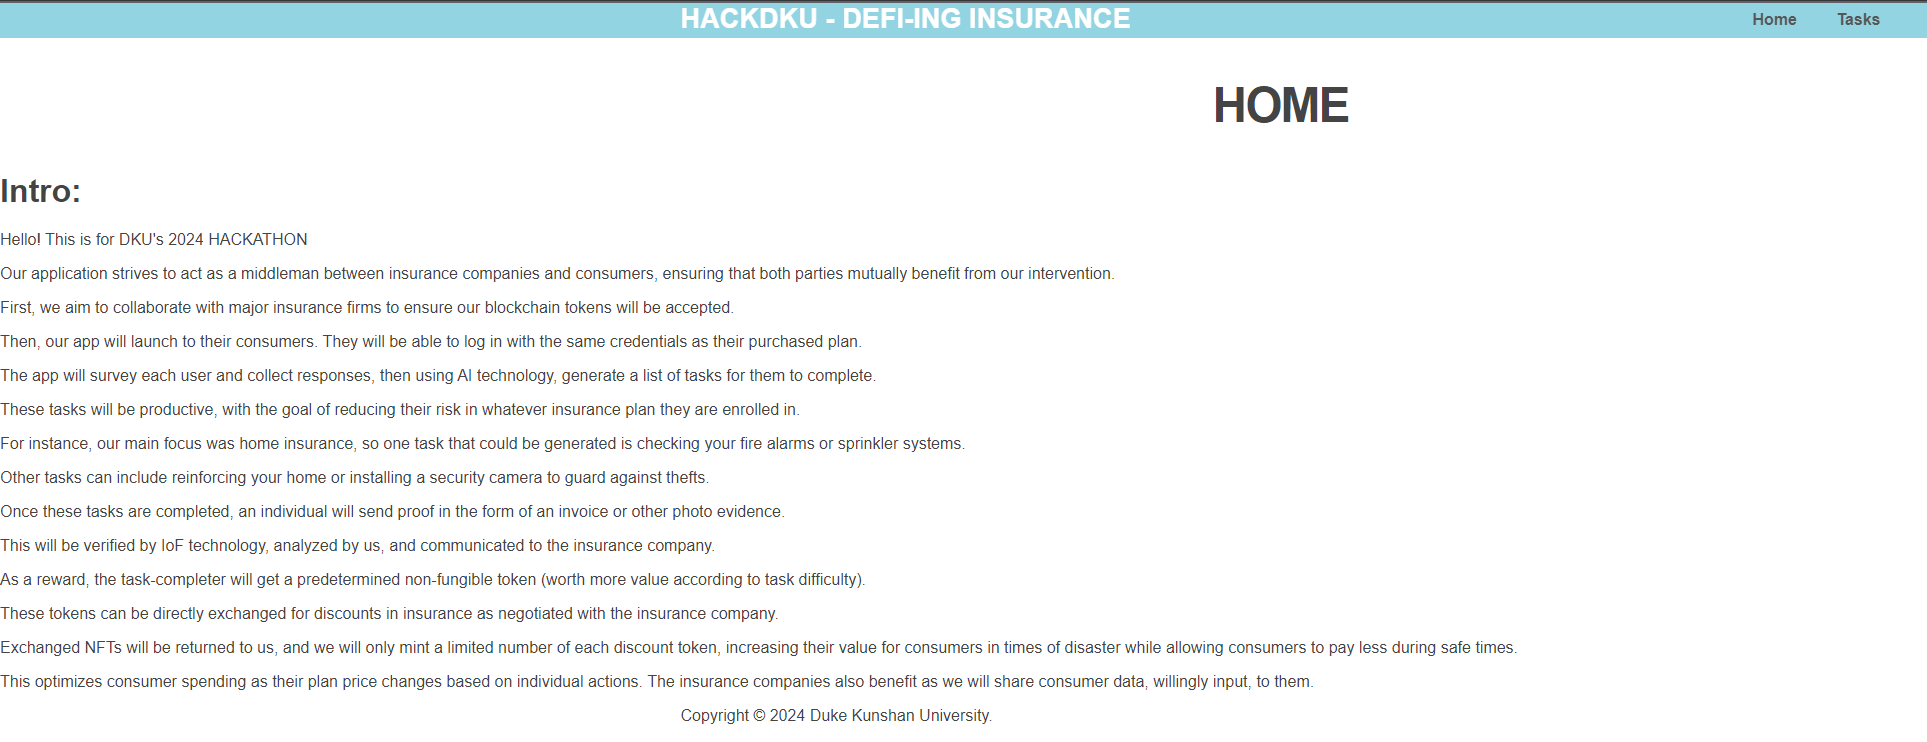 HACKDKU - DEFI-ING INSURANCE
Home
Tasks
HOME
Intro:
Hello! This is for DKU's 2024 HACKATHON
Our application strives to act as a middleman between insurance companies and consumers, ensuring that both parties mutually benefit from our intervention.
First, we aim to collaborate with major insurance firms to ensure our blockchain tokens will be accepted.
Then, our app will launch to their consumers. They will be able to log in with the same credentials as their purchased plan.
The app will survey each user and collect responses, then using AI technology, generate a list of tasks for them to complete.
These tasks will be productive, with the goal of reducing their risk in whatever insurance plan they are enrolled in.
For instance, our main focus was home insurance, so one task that could be generated is checking your fire alarms or sprinkler systems.
Other tasks can include reinforcing your home or installing a security camera to guard against thefts.
Once these tasks are completed, an individual will send proof in the form of an invoice or other photo evidence.
This will be verified by IoF technology, analyzed by us, and communicated to the insurance company.
As a reward, the task-completer will get a predetermined non-fungible token (worth more value according to task difficulty).
These tokens can be directly exchanged for discounts in insurance as negotiated with the insurance company.
Exchanged NFTs will be returned to us, and we will only mint a limited number of each discount token, increasing their value for consumers in times of disaster while allowing consumers to pay less during safe times.
This optimizes consumer spending as their plan price changes based on individual actions. The insurance companies also benefit as we will share consumer data, willingly input, to them.
Copyright © 2024 Duke Kunshan University.